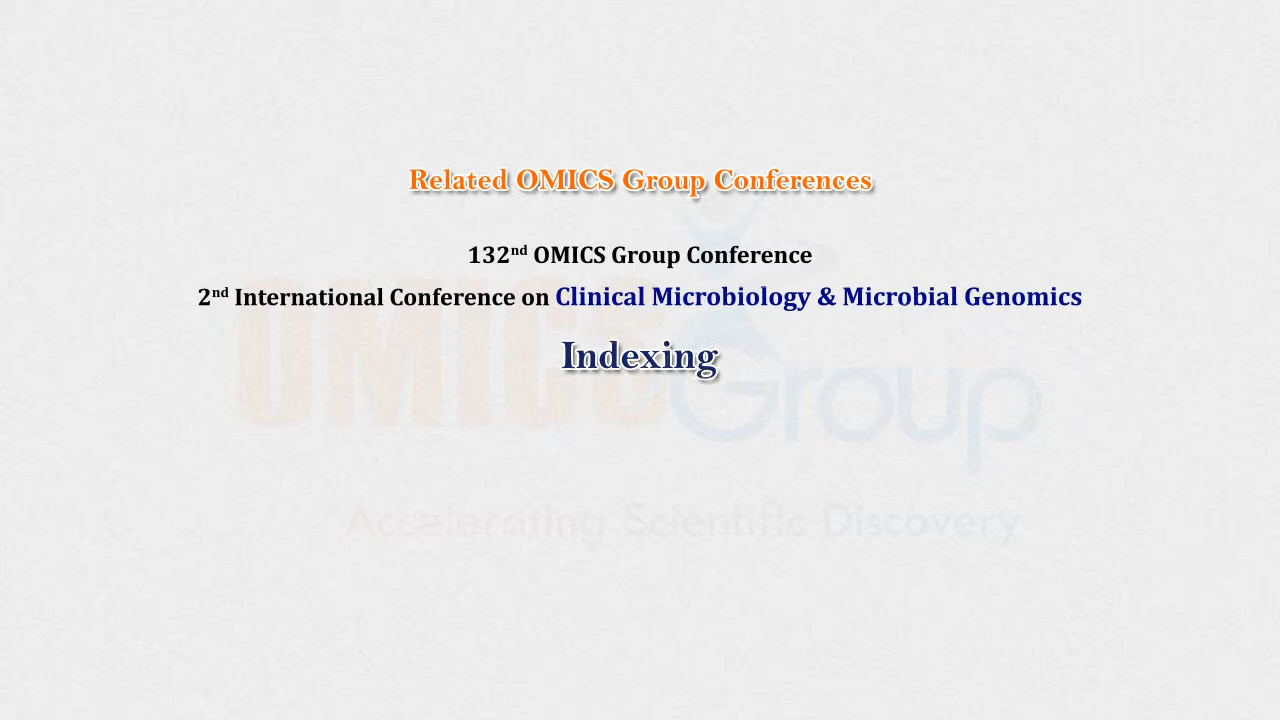 Related OMICS Group Conferences
132nd OMICS Group Conference
2nd International Conference on Clinical Microbiology & Microbial Genomics
Indexing
OMICS Group
Accelerating Scientific Discovery